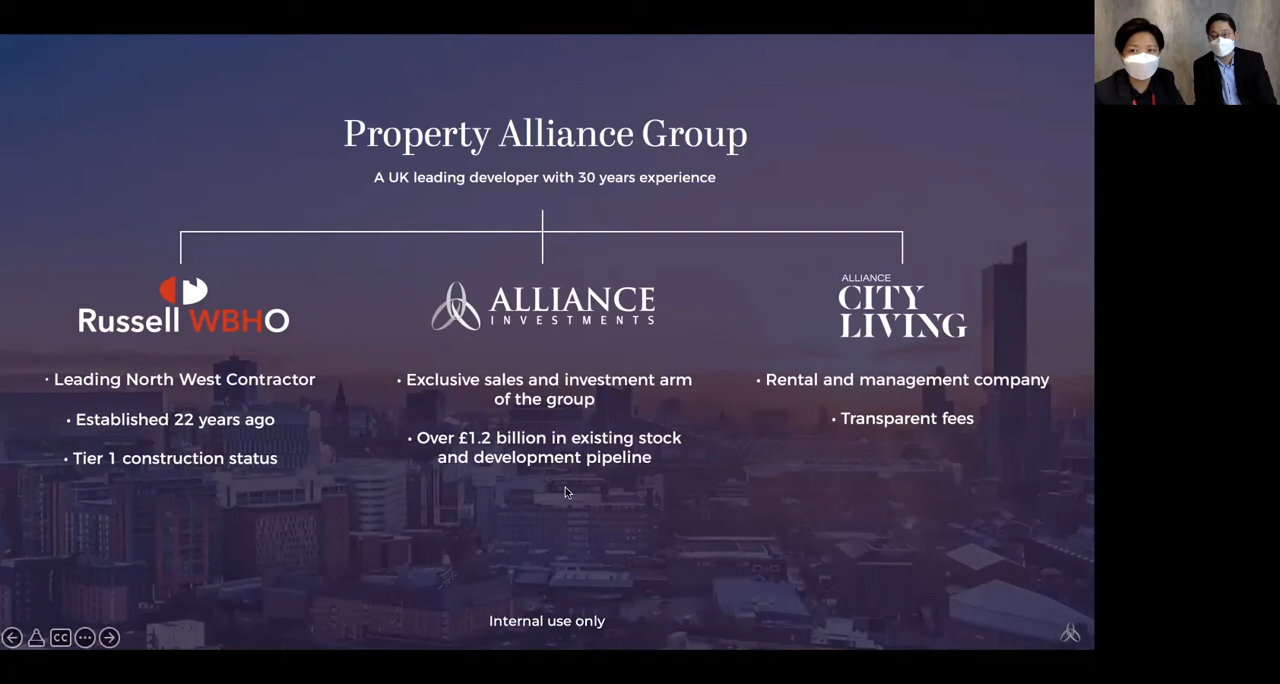 Property Alliance Group
A UK leading developer with 30 years experience
Russell WBHO
• Leading North West Contractor
• Established 22 years ago
• Tier 1 construction status
ALLIANCE
INVESTMENTS
• Exclusive sales and investment arm
of the group
• Over £1.2 billion in existing stock
and development pipeline
ALLIANCE
CITY
LIVING
• Rental and management company
• Transparent fees
Internal use only
CC